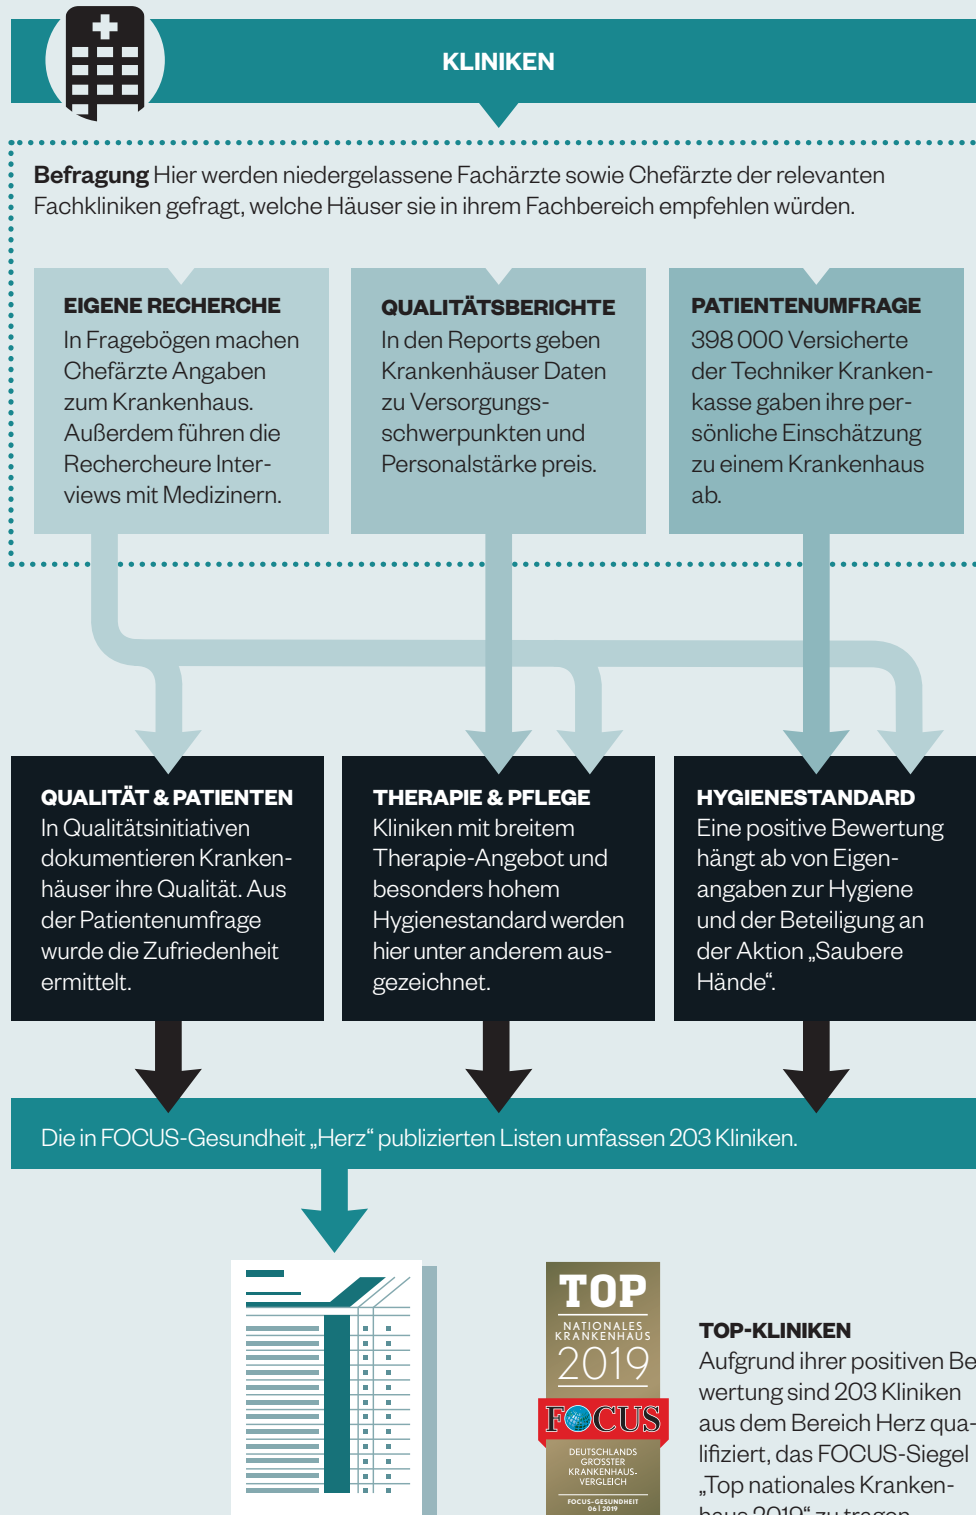 KLINIKEN
Befragung Hier werden niedergelassene Fachärzte sowie Chefärzte der relevanten
Fachkliniken gefragt, welche Häuser sie in ihrem Fachbereich empfehlen würden.
EIGENE RECHERCHE
In Fragebögen machen
Chefärzte Angaben
zum Krankenhaus.
Außerdem führen die
Rechercheure Inter-
views mit Medizinern.
QUALITÄTSBERICHTE
In den Reports geben
Krankenhäuser Daten
zu Versorgungs-
schwerpunkten und
Personalstärke preis.
PATIENTENUMFRAGE
398 000 Versicherte
der Techniker Kranken-
kasse gaben ihre per-
sönliche Einschätzung
zu einem Krankenhaus
ab.
QUALITÄT & PATIENTEN
In Qualitätsinitiativen
dokumentieren Kranken-
häuser ihre Qualität. Aus
der Patientenumfrage
wurde die Zufriedenheit
ermittelt.
THERAPIE & PFLEGE
Kliniken mit breitem
Therapie-Angebot und
besonders hohem
Hygienestandard werden
hier unter anderem aus-
gezeichnet.
HYGIENESTANDARD
Eine positive Bewertung
hängt ab von Eigen-
angaben zur Hygiene
und der Beteiligung an
der Aktion „Saubere
Hände“.
Die in FOCUS-Gesundheit „Herz“ publizierten Listen umfassen 203 Kliniken.
TOP
NATIONALES
KRANKENHAUS
2019
FOCUS
DEUTSCHLANDS
GRÖSSTER
KRANKENHAUS-
VERGLEICH
FOCUS-GESUNDHEIT
06 | 2019
TOP-KLINIKEN
Aufgrund ihrer positiven Be
wertung sind 203 Kliniken
aus dem Bereich Herz qua-
lifiziert, das FOCUS-Siegel
„Top nationales Kranken-
haus 2019“ zu tragen